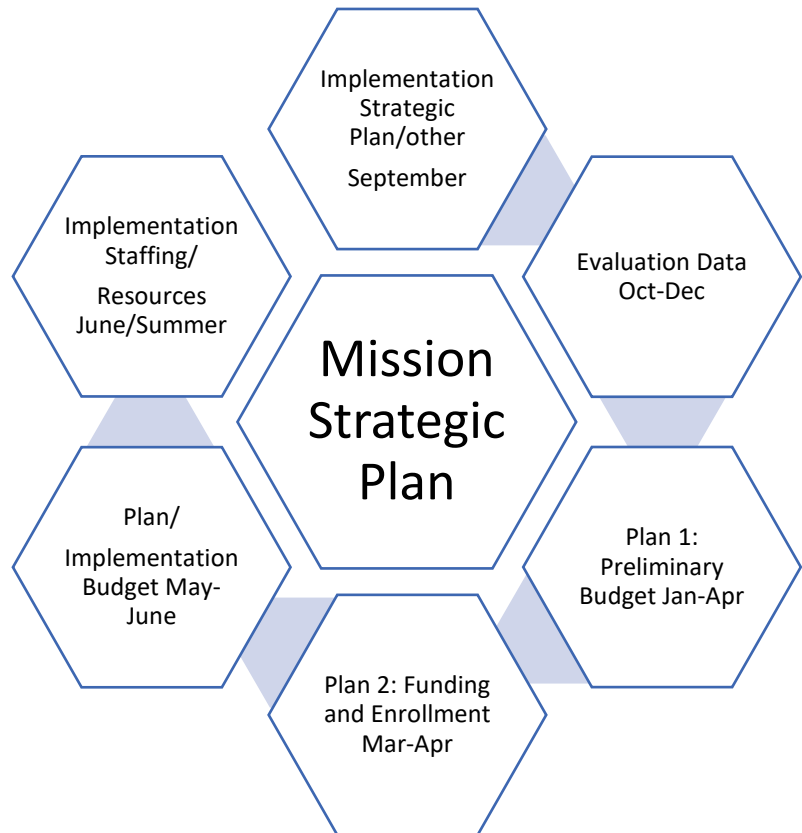 Implementation
Strategic
Plan/other
September
Evaluation Data
Oct-Dec
Plan 1:
Preliminary
Budget Jan-Apr
Plan 2: Funding
and Enrollment
Mar-Apr
Plan/
Implementation
Budget May-
June
Implementation
Staffing/
Resources
June/Summer
Mission
Strategic
Plan